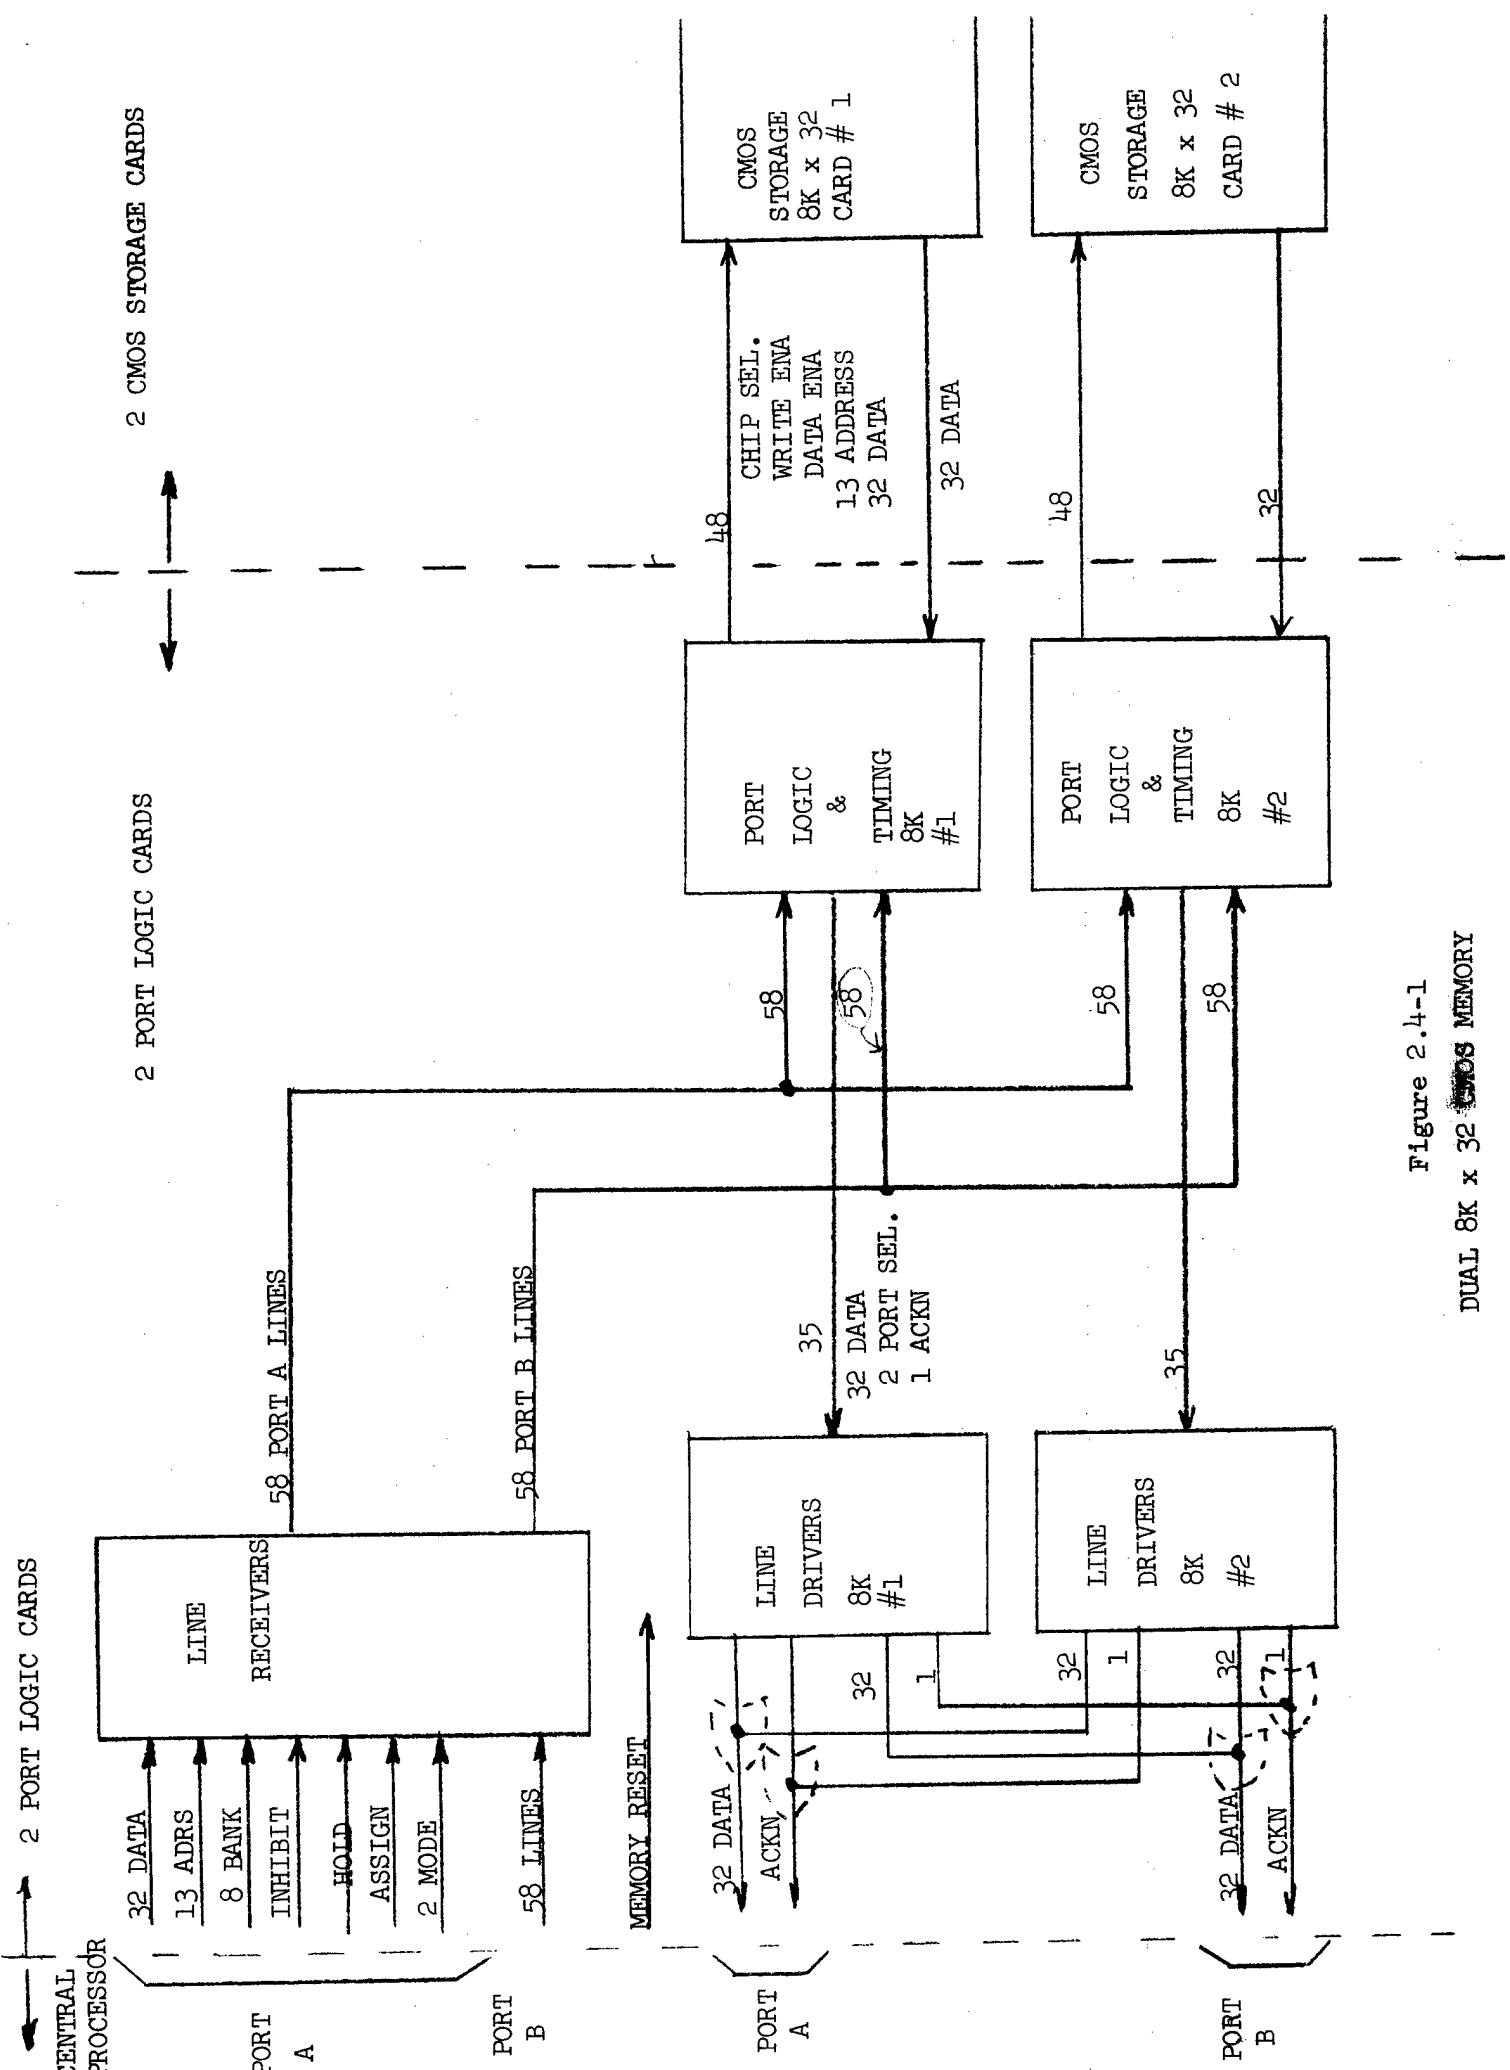 CENTRAL
PROCESSOR
2 PORT LOGIC CARDS
2 PORT LOGIC CARDS
2 CMOS STORAGE CARDS
PORT
A
32 DATA
13 ADRS
8 BANK
INHIBIT
HOLD
ASSIGN
2 MODE
PORT
B
58 LINES
LINE
RECEIVERS
58 PORT A LINES
58 PORT B LINES
MEMORY RESET
PORT
A
32 DATA
ACKN
32
1
LINE
DRIVERS
8K
#1
35
32 DATA
2 PORT SEL.
1 ACKN
58
58
PORT
LOGIC
&
TIMING
8K
#1
48
CHIP SEL.
WRITE ENA
DATA ENA
13 ADDRESS
32 DATA
32 DATA
CMOS
STORAGE
8K x 32
CARD # 1
PORT
B
32 DATA
ACKN
32
1
32
1
LINE
DRIVERS
8K
#2
35
58
58
PORT
LOGIC
&
TIMING
8K
#2
48
32
CMOS
STORAGE
8K x 32
CARD # 2
Figure 2.4-1
DUAL 8K x 32 CMOS MEMORY